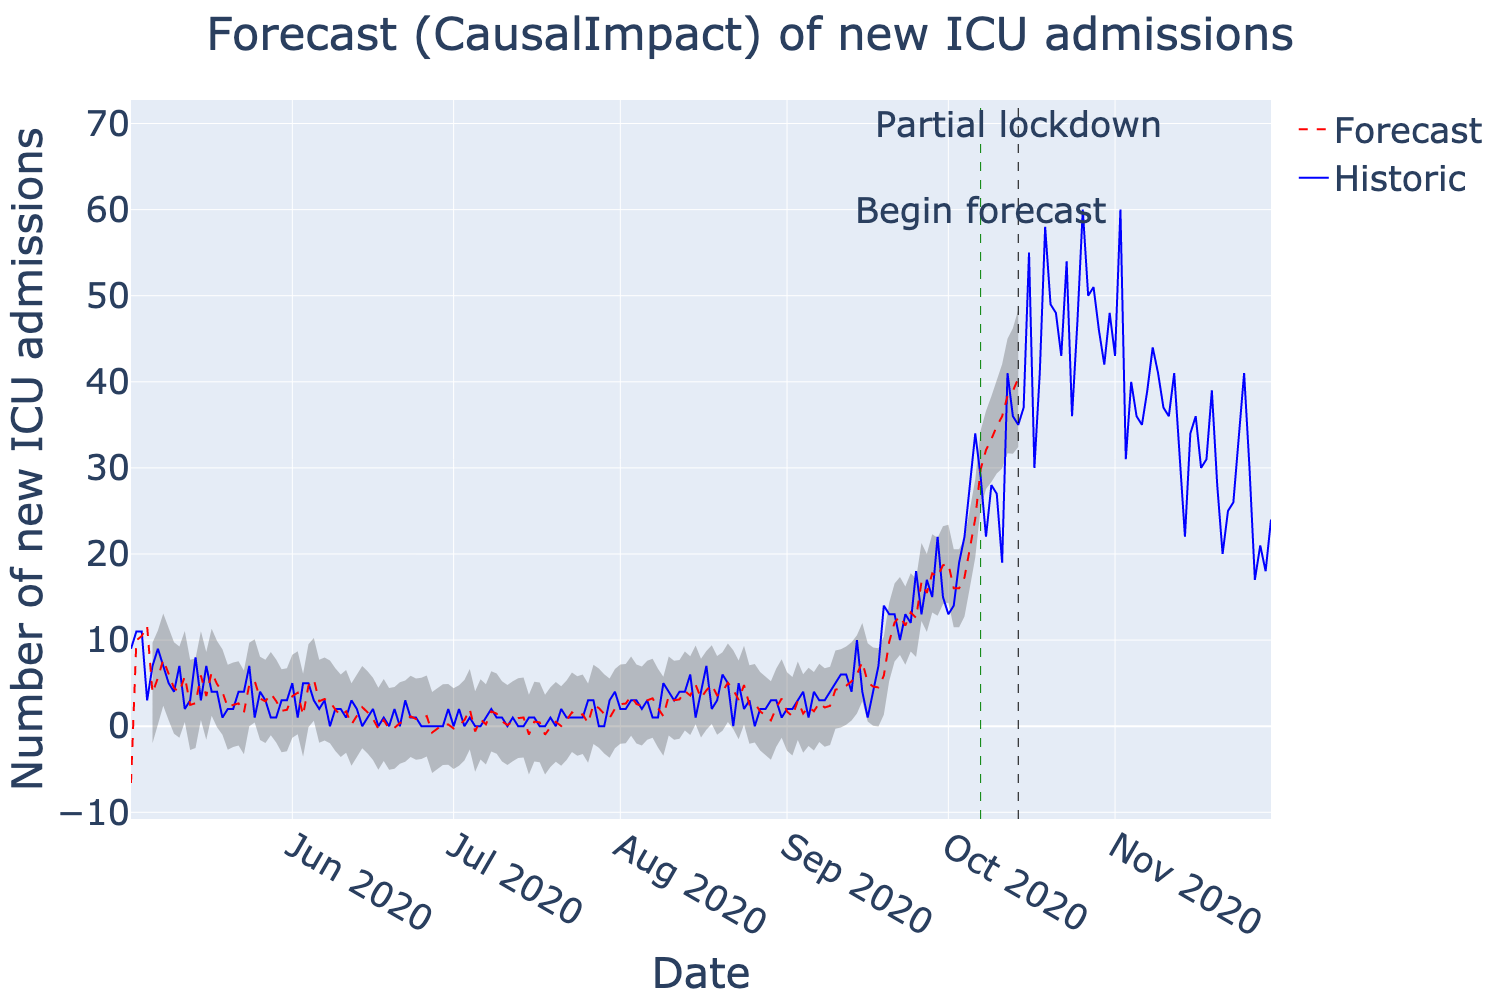 Forecast (CausalImpact) of new ICU admissions
Number of new ICU admissions
70
60
50
40
30
20
10
0
−10
Partial lockdown
Begin forecast
Forecast
Historic
Jun 2020
Jul 2020
Aug 2020
Sep 2020
Oct 2020
Nov 2020
Date